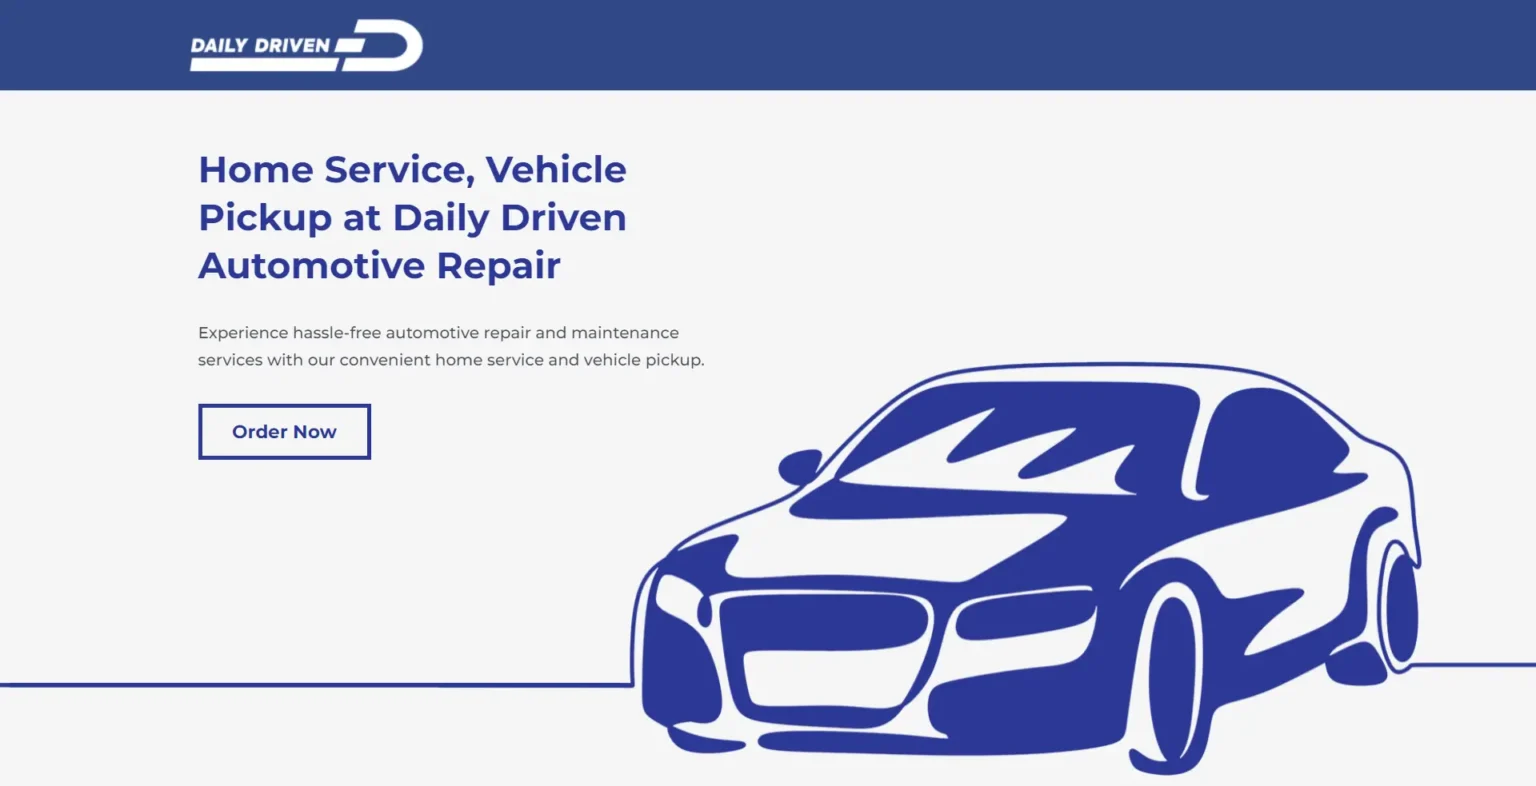 DAILY DRIVEN
Home Service, Vehicle
Pickup at Daily Driven
Automotive Repair
Experience hassle-free automotive repair and maintenance
services with our convenient home service and vehicle pickup.
Order Now